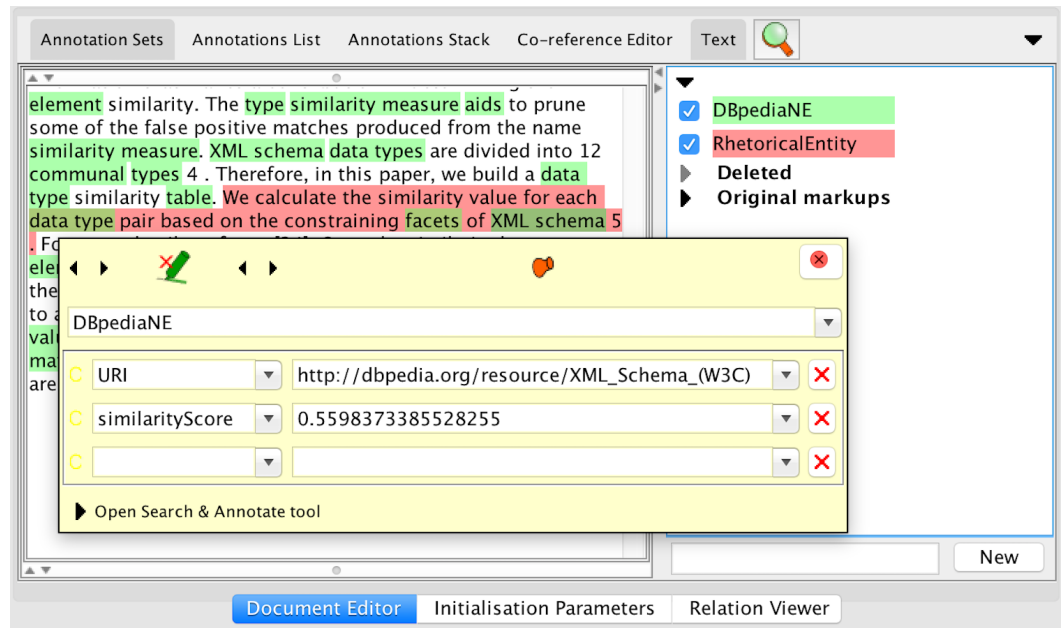 Annotation Sets Annotations List Annotations Stack Co-reference Editor Text
element similarity. The type similarity measure aids to prune
some of the false positive matches produced from the name
similarity measure. XML schema data types are divided into 12
communal types 4 . Therefore, in this paper, we build a data
type similarity table. We calculate the similarity value for each
data type pair based on the constraining facets of XML schema 5
. Fo
the
to a
are
DBpediaNE
URI http://dbpedia.org/resource/XML_Schema_(W3C)
C similarityScore 0.5598373385528255
C
Open Search & Annotate tool
DBpediaNE
RhetoricalEntity
Deleted
Original markups
New
Document Editor Initialisation Parameters Relation Viewer